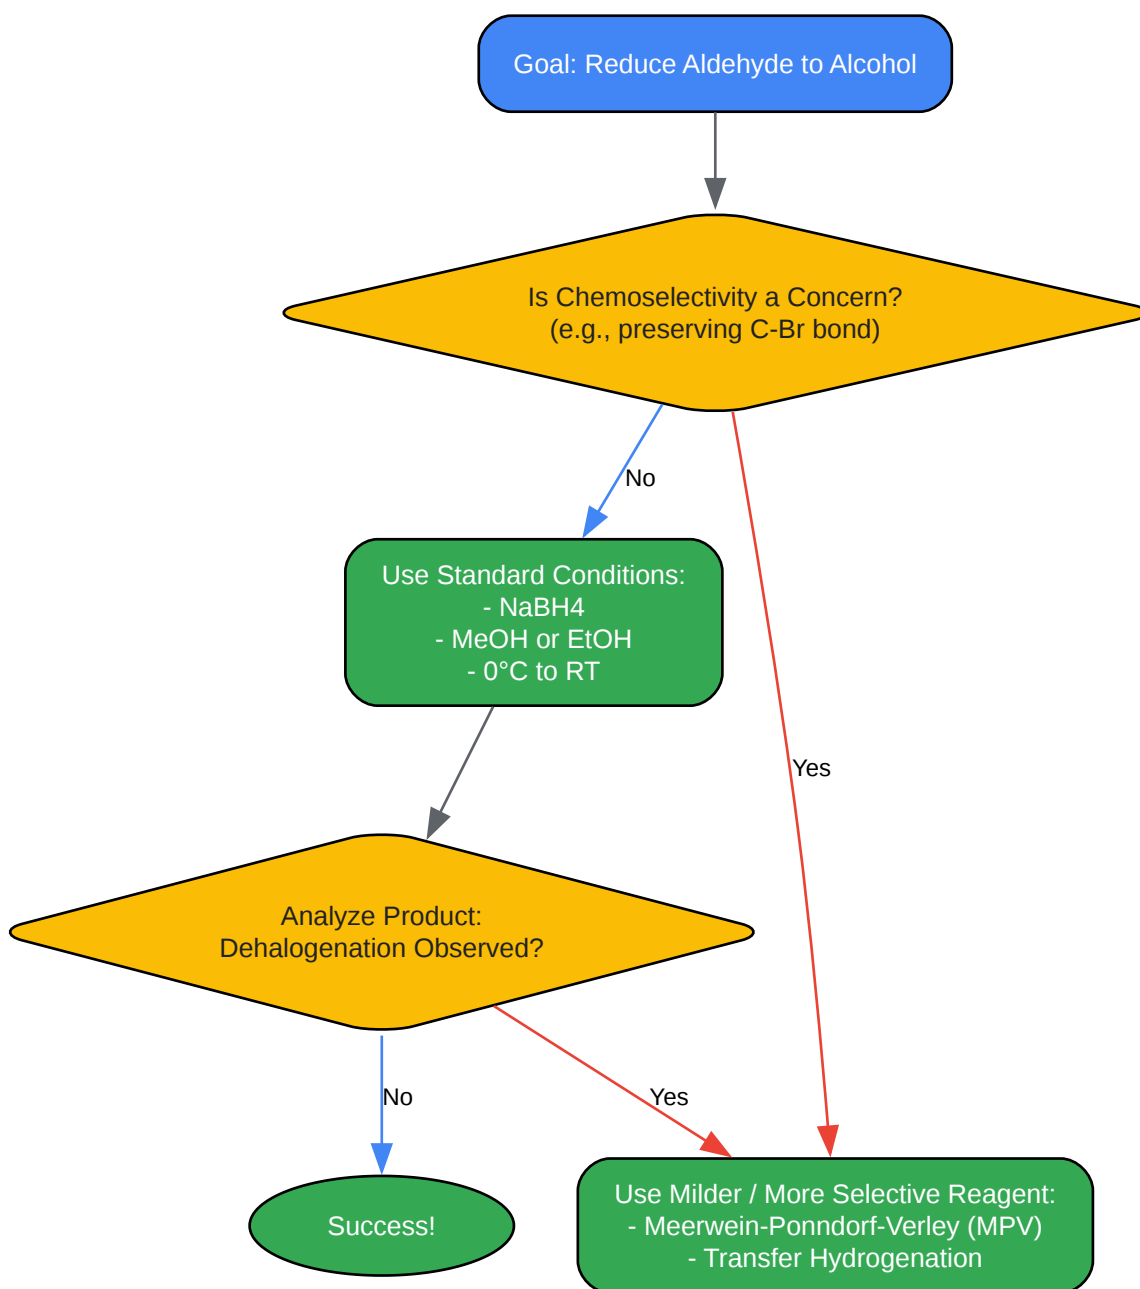 Goal: Reduce Aldehyde to Alcohol
Is Chemoselectivity a Concern?
(e.g., preserving C-Br bond)
No
Use Standard Conditions:
- NaBH4
- MeOH or EtOH
- 0°C to RT
Yes
Analyze Product:
Dehalogenation Observed?
No
Yes
Success!
Use Milder / More Selective Reagent:
- Meerwein-Ponndorf-Verley (MPV)
- Transfer Hydrogenation